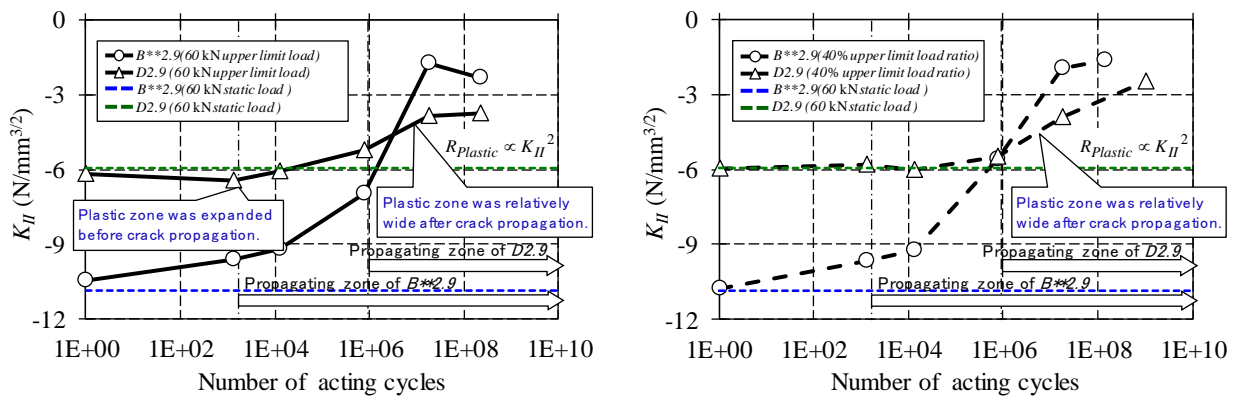 0
-3
-6
-9
-12
K_II (N/mm^3/2)
B**2.9(60 kN upper limit load)
D2.9 (60 kN upper limit load)
B**2.9(60 kN static load)
D2.9 (60 kN static load)
R_Plastic ∝ K_II^2
Plastic zone was expanded
before crack propagation.
Plastic zone was relatively
wide after crack propagation.
Propagating zone of D2.9
Propagating zone of B**2.9
1E+00 1E+02 1E+04 1E+06 1E+08 1E+10
Number of acting cycles
0
-3
-6
-9
-12
K_II (N/mm^3/2)
B**2.9(40% upper limit load ratio)
D2.9 (40% upper limit load ratio)
B**2.9(60 kN static load)
D2.9 (60 kN static load)
R_Plastic ∝ K_II^2
Plastic zone was relatively
wide after crack propagation.
Propagating zone of D2.9
Propagating zone of B**2.9
1E+00 1E+02 1E+04 1E+06 1E+08 1E+10
Number of acting cycles